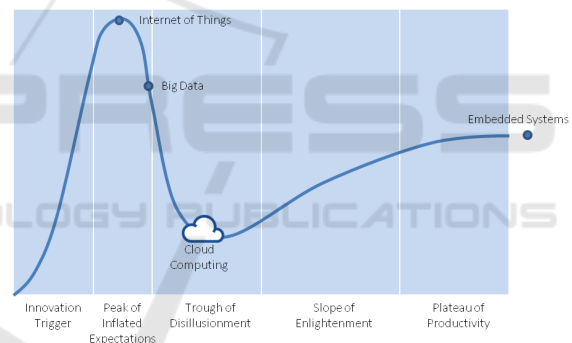 Internet of Things
Big Data
Embedded Systems
Cloud
Computing
Innovation
Trigger
Peak of
Inflated
Expectations
Trough of
Disillusionment
Slope of
Enlightenment
Plateau of
Productivity
PRESS
OLOGY PUBLICATIONS